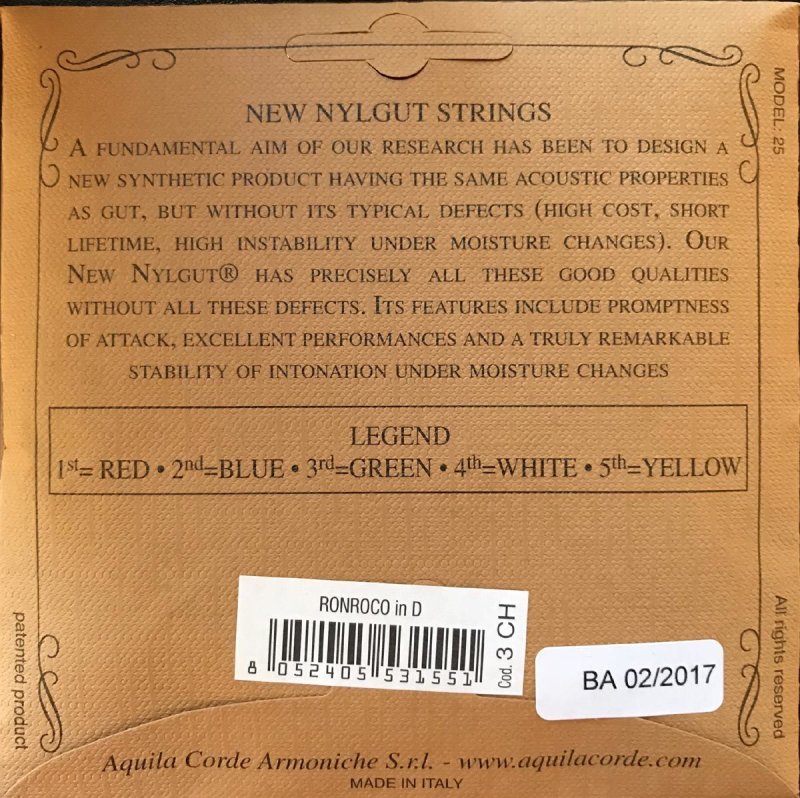 NEW NYLGUT STRINGS
A FUNDAMENTAL AIM OF OUR RESEARCH HAS BEEN TO DESIGN A
NEW SYNTHETIC PRODUCT HAVING THE SAME ACOUSTIC PROPERTIES
AS GUT, BUT WITHOUT ITS TYPICAL DEFECTS (HIGH COST, SHORT
LIFETIME, HIGH INSTABILITY UNDER MOISTURE CHANGES). OUR
NEW NYLGUT® HAS PRECISELY ALL THESE GOOD QUALITIES
WITHOUT ALL THESE DEFECTS. ITS FEATURES INCLUDE PROMPTNESS
OF ATTACK, EXCELLENT PERFORMANCES AND A TRULY REMARKABLE
STABILITY OF INTONATION UNDER MOISTURE CHANGES
MODEL: 25
LEGEND
1st= RED • 2nd=BLUE • 3rd=GREEN • 4th=WHITE • 5th=YELLOW
RONROCO in D
8 052405 531551
Cod. 3 CH
BA 02/2017
patented product
All rights reserved
Aquila Corde Armoniche S.r.l. - www.aquilacorde.com
MADE IN ITALY